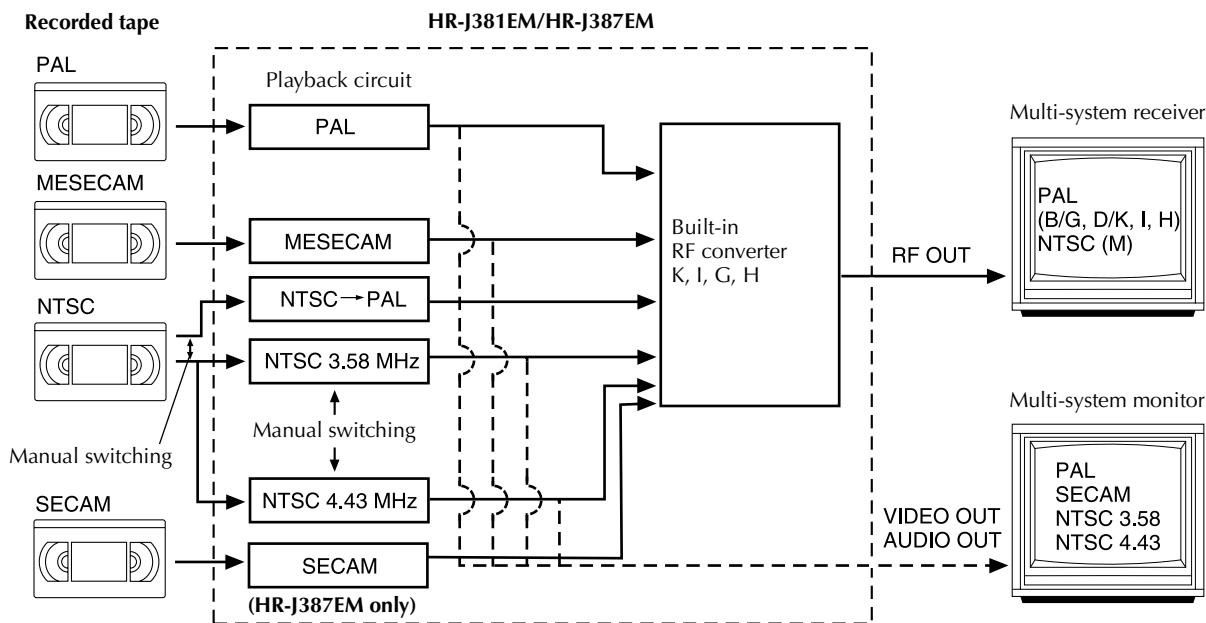 Recorded tape
HR-J381EM/HR-J387EM
PAL
MESECAM
NTSC
Manual switching
SECAM
Playback circuit
PAL
MESECAM
NTSC→PAL
NTSC 3.58 MHz
Manual switching
NTSC 4.43 MHz
SECAM
(HR-J387EM only)
Built-in
RF converter
K, I, G, H
RF OUT
VIDEO OUT
AUDIO OUT
Multi-system receiver
PAL
(B/G, D/K, I, H)
NTSC (M)
Multi-system monitor
PAL
SECAM
NTSC 3.58
NTSC 4.43